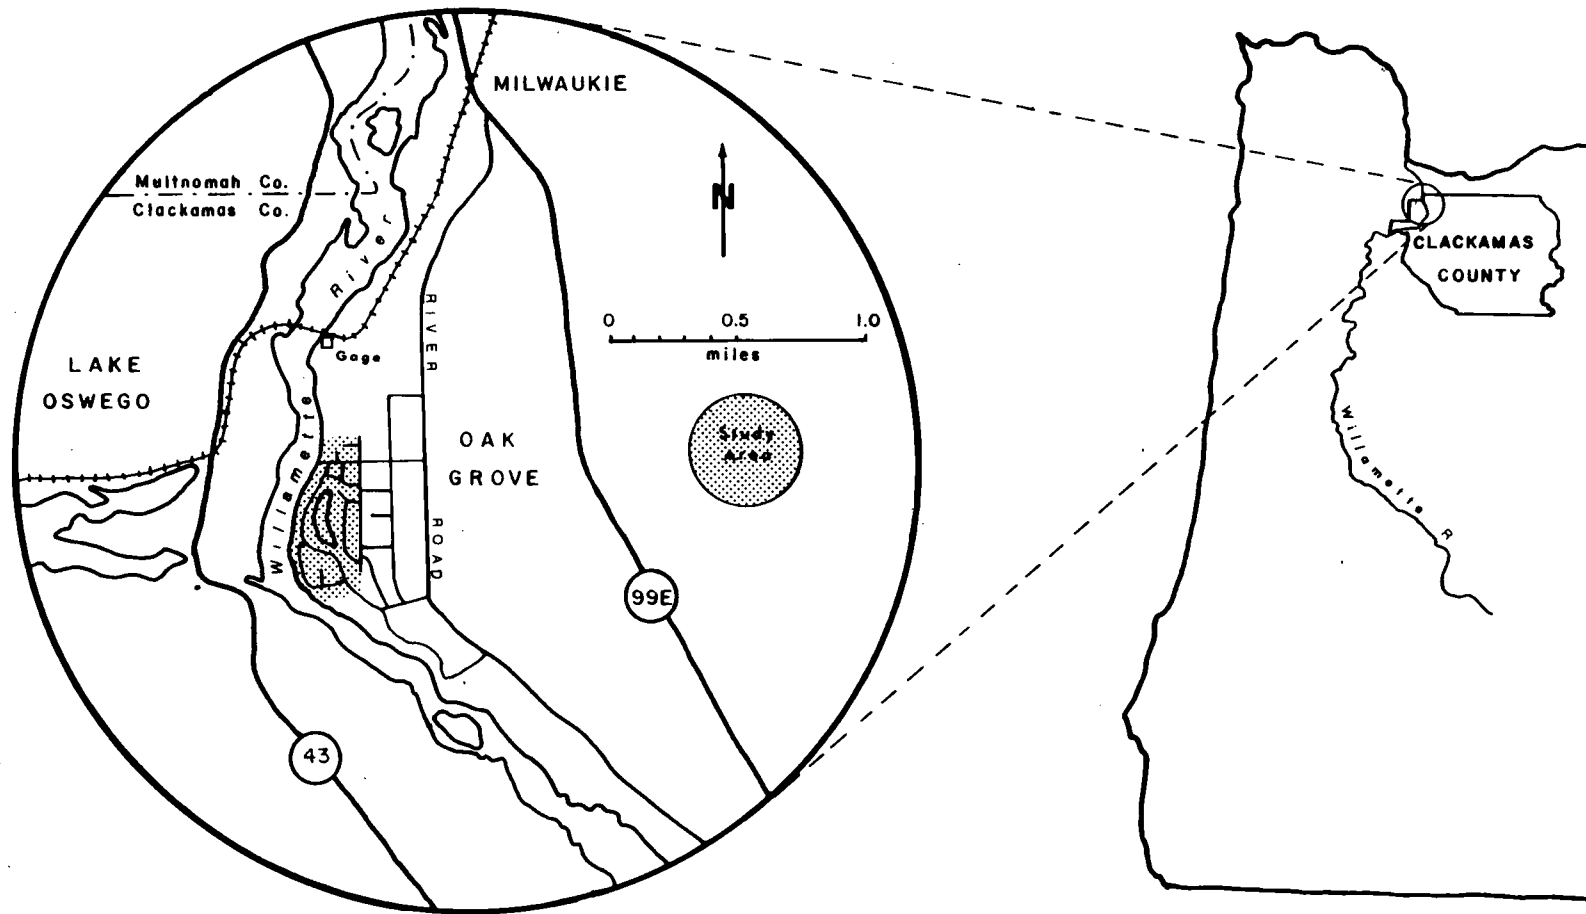 MILWAUKIE
Multnomah Co.
Clackamas Co.
N
River
RIVER
0 0.5 1.0
miles
Gage
LAKE
OSWEGO
Willamette
OAK
GROVE
Study
Area
ROAD
99E
43
CLACKAMAS
COUNTY
Willamette R